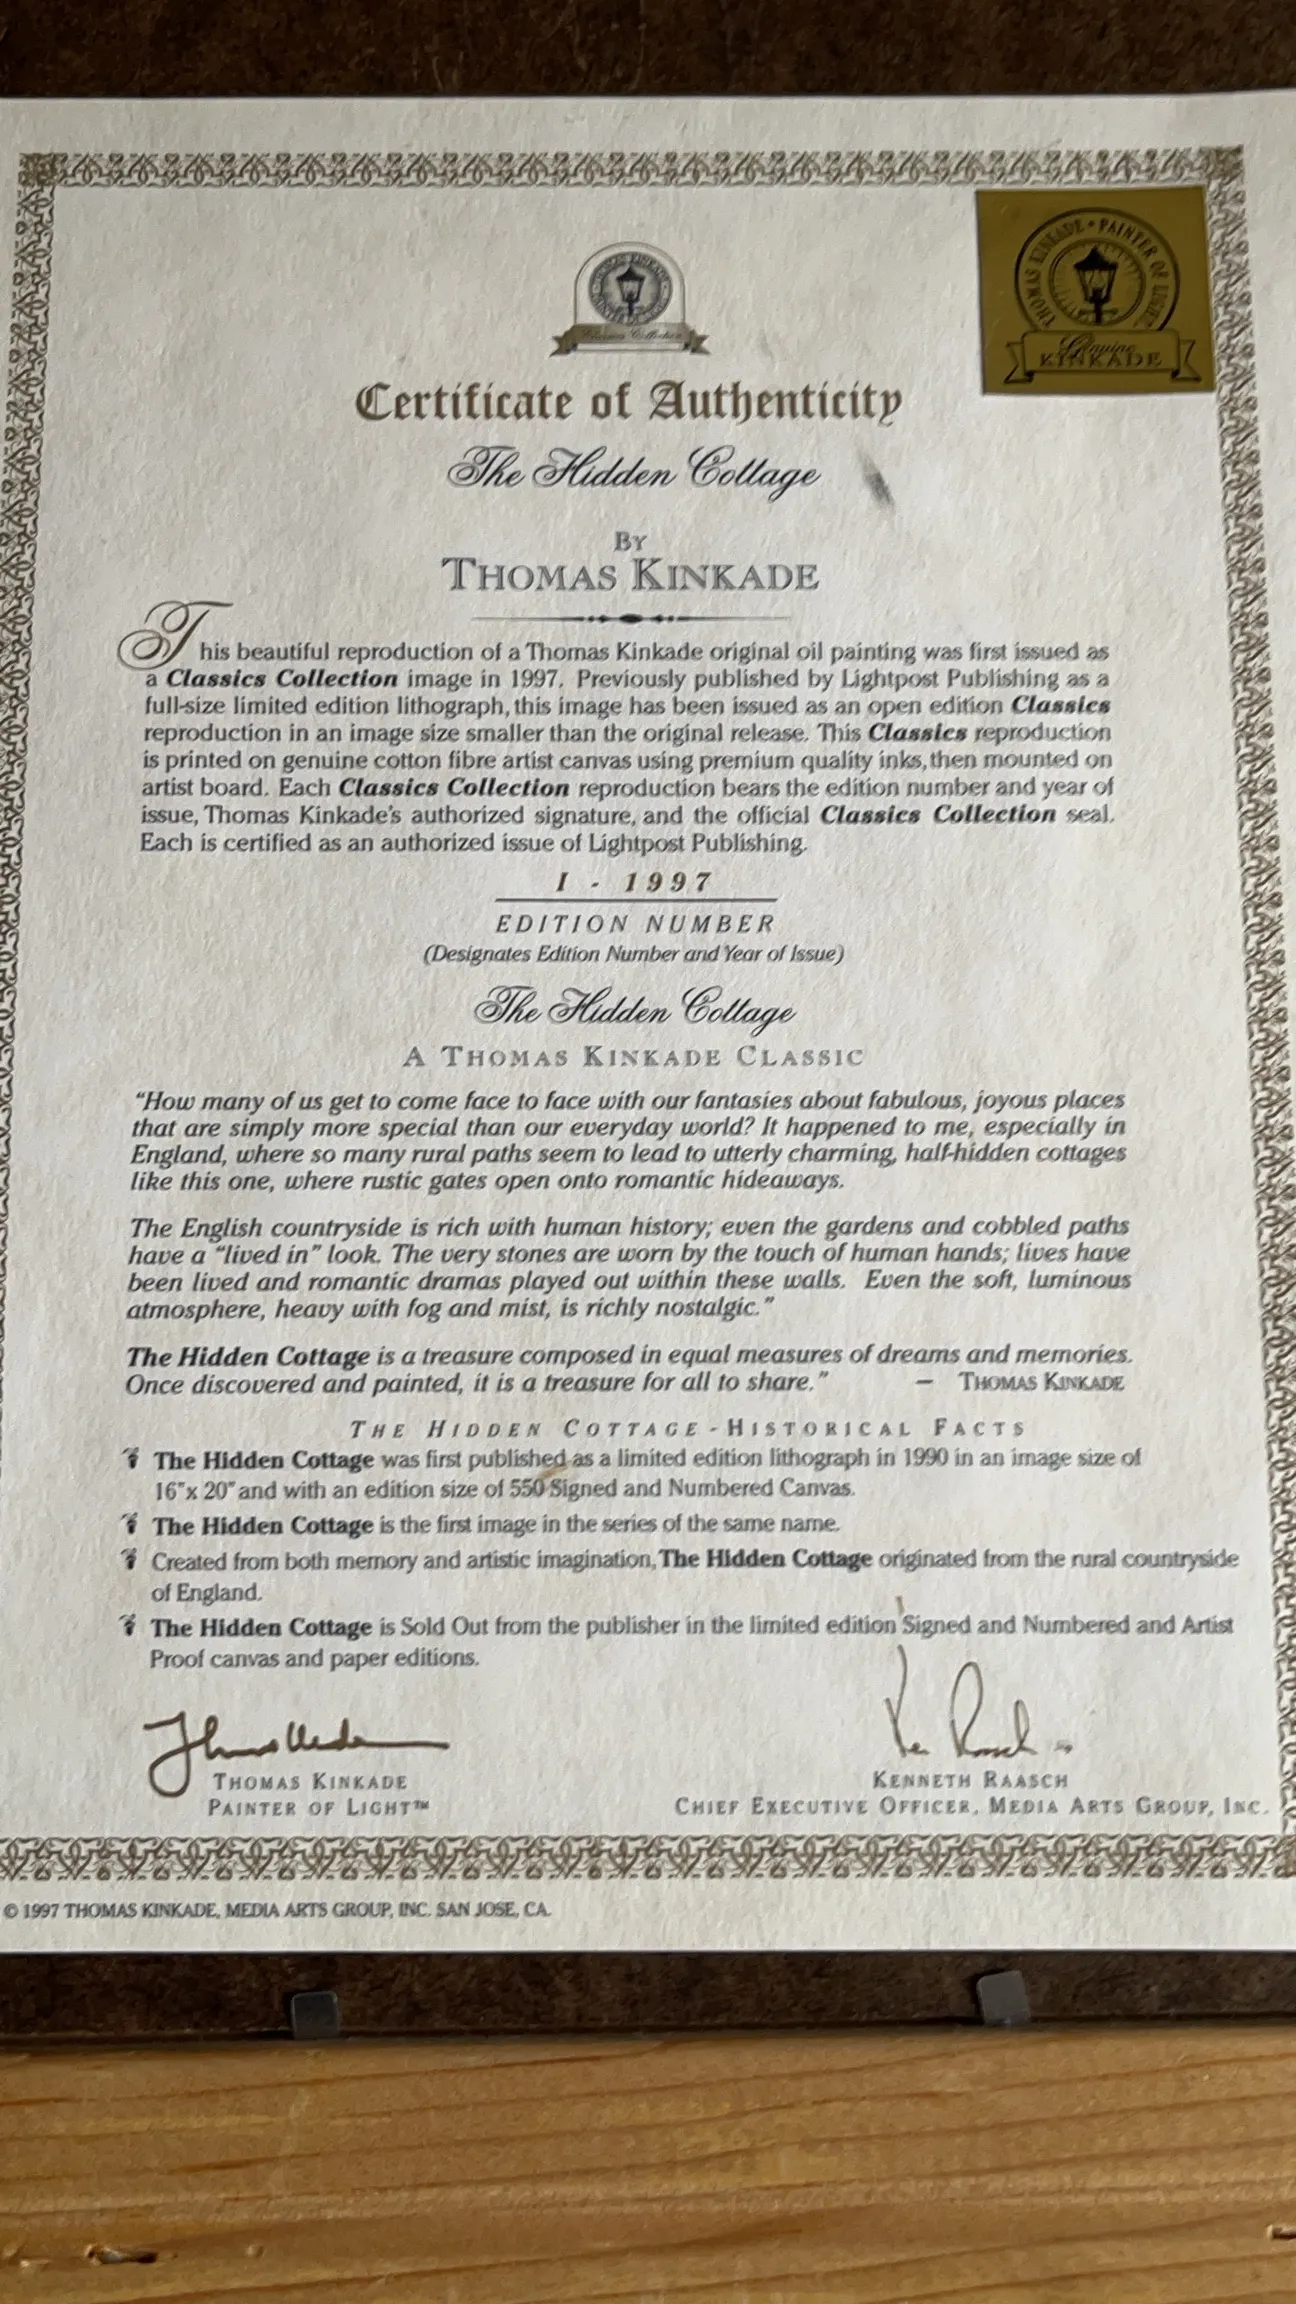 Classics Collection
THOMAS KINKADE • PAINTER OF LIGHT
Genuine
KINKADE
Certificate of Authenticity
The Hidden Cottage
BY
THOMAS KINKADE
This beautiful reproduction of a Thomas Kinkade original oil painting was first issued as
a Classics Collection image in 1997. Previously published by Lightpost Publishing as a
full-size limited edition lithograph, this image has been issued as an open edition Classics
reproduction in an image size smaller than the original release. This Classics reproduction
is printed on genuine cotton fibre artist canvas using premium quality inks, then mounted on
artist board. Each Classics Collection reproduction bears the edition number and year of
issue, Thomas Kinkade's authorized signature, and the official Classics Collection seal.
Each is certified as an authorized issue of Lightpost Publishing.
I - 1997
EDITION NUMBER
(Designates Edition Number and Year of Issue)
The Hidden Cottage
A THOMAS KINKADE CLASSIC
"How many of us get to come face to face with our fantasies about fabulous, joyous places
that are simply more special than our everyday world? It happened to me, especially in
England, where so many rural paths seem to lead to utterly charming, half-hidden cottages
like this one, where rustic gates open onto romantic hideaways.
The English countryside is rich with human history; even the gardens and cobbled paths
have a "lived in" look. The very stones are worn by the touch of human hands; lives have
been lived and romantic dramas played out within these walls. Even the soft, luminous
atmosphere, heavy with fog and mist, is richly nostalgic."
The Hidden Cottage is a treasure composed in equal measures of dreams and memories.
Once discovered and painted, it is a treasure for all to share." – THOMAS KINKADE
THE HIDDEN COTTAGE - HISTORICAL FACTS
The Hidden Cottage was first published as a limited edition lithograph in 1990 in an image size of
16"x 20" and with an edition size of 550 Signed and Numbered Canvas.
The Hidden Cottage is the first image in the series of the same name.
Created from both memory and artistic imagination, The Hidden Cottage originated from the rural countryside
of England.
The Hidden Cottage is Sold Out from the publisher in the limited edition Signed and Numbered and Artist
Proof canvas and paper editions.
THOMAS KINKADE
PAINTER OF LIGHT™
KENNETH RAASCH
CHIEF EXECUTIVE OFFICER, MEDIA ARTS GROUP, INC.
© 1997 THOMAS KINKADE, MEDIA ARTS GROUP, INC. SAN JOSE, CA.